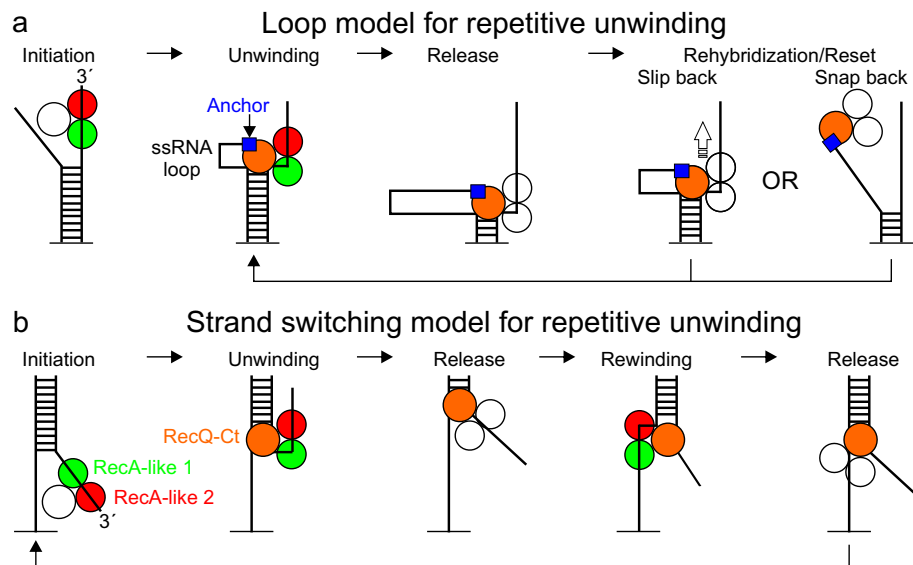 a
Loop model for repetitive unwinding
Initiation
Unwinding
Release
Rehybridization/Reset
Slip back
Snap back
3´
Anchor
ssRNA
loop
OR
b
Strand switching model for repetitive unwinding
Initiation
Unwinding
Release
Rewinding
Release
RecQ-Ct
RecA-like 1
RecA-like 2
3´